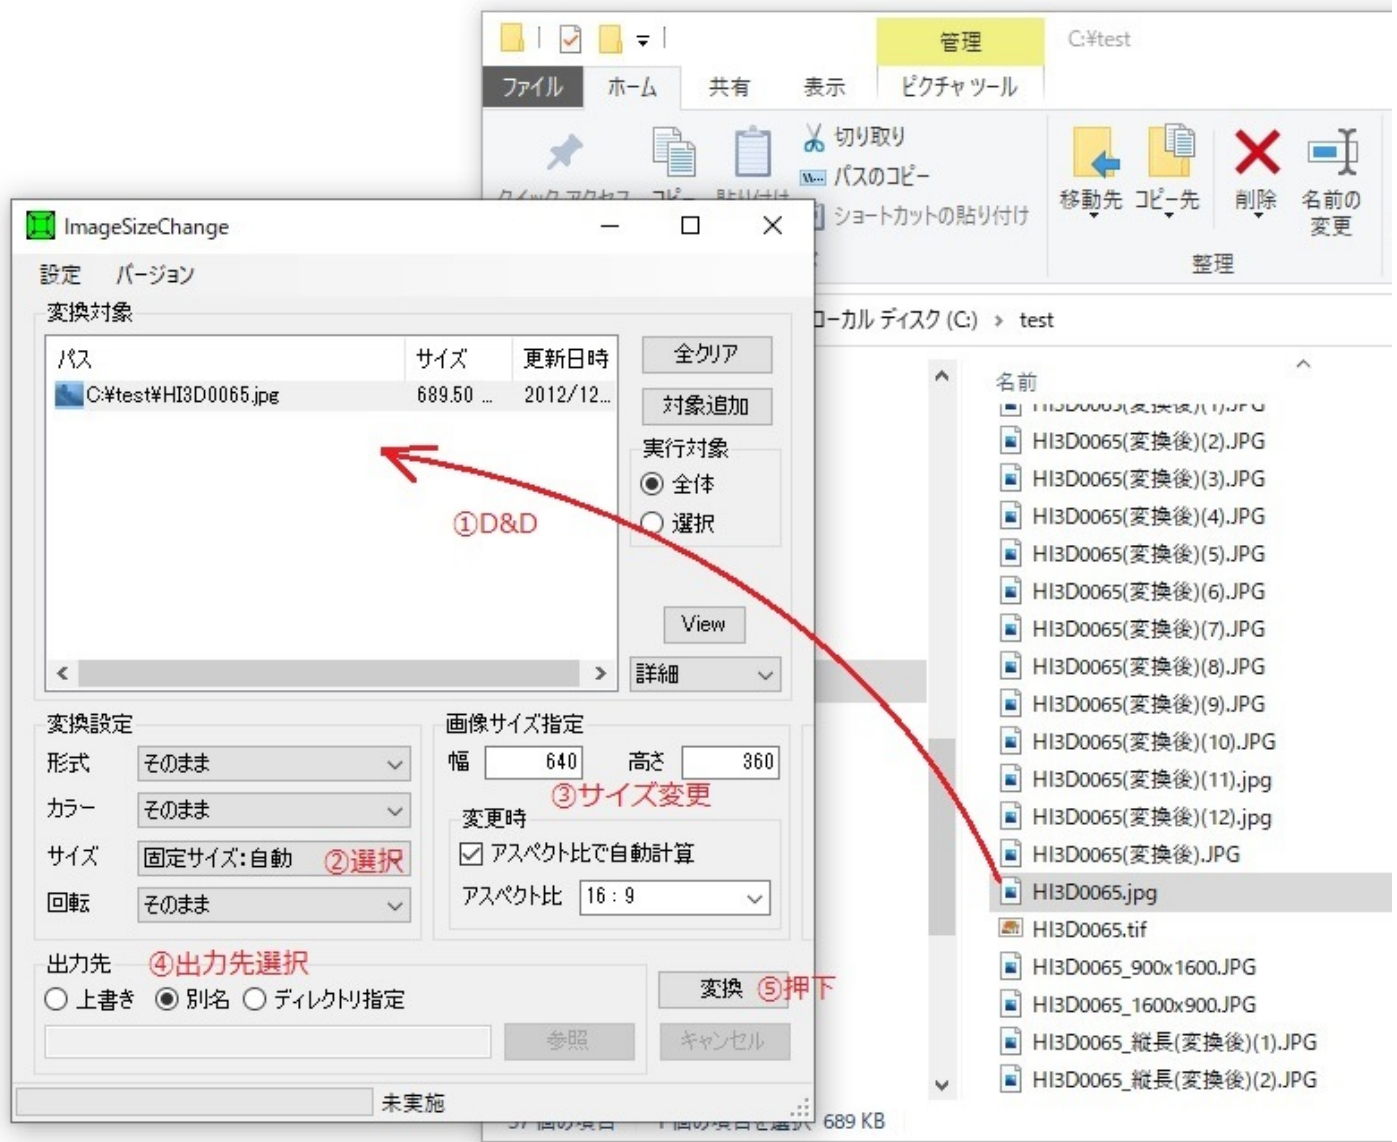 管理
C:¥test
ファイル
ホーム
共有
表示
ピクチャ ツール
切り取り
パスのコピー
ショートカットの貼り付け
移動先
コピー先
削除
名前の
変更
整理
ローカル ディスク (C:) › test
名前
HI3D0065(変換後)(1).JPG
HI3D0065(変換後)(2).JPG
HI3D0065(変換後)(3).JPG
HI3D0065(変換後)(4).JPG
HI3D0065(変換後)(5).JPG
HI3D0065(変換後)(6).JPG
HI3D0065(変換後)(7).JPG
HI3D0065(変換後)(8).JPG
HI3D0065(変換後)(9).JPG
HI3D0065(変換後)(10).JPG
HI3D0065(変換後)(11).jpg
HI3D0065(変換後)(12).jpg
HI3D0065(変換後).JPG
HI3D0065.jpg
HI3D0065.tif
HI3D0065_900x1600.JPG
HI3D0065_1600x900.JPG
HI3D0065_縦長(変換後)(1).JPG
HI3D0065_縦長(変換後)(2).JPG
689 KB
ImageSizeChange
設定 バージョン
変換対象
パス サイズ 更新日時
C:¥test¥HI3D0065.jpg 689.50 ... 2012/12...
①D&D
全クリア
対象追加
実行対象
全体
選択
View
詳細
変換設定
形式 そのまま
カラー そのまま
サイズ 固定サイズ:自動 ②選択
回転 そのまま
画像サイズ指定
幅 640 高さ 360
③サイズ変更
変更時
アスペクト比で自動計算
アスペクト比 16 : 9
出力先 ④出力先選択
上書き 別名 ディレクトリ指定
参照
変換 ⑤押下
キャンセル
未実施